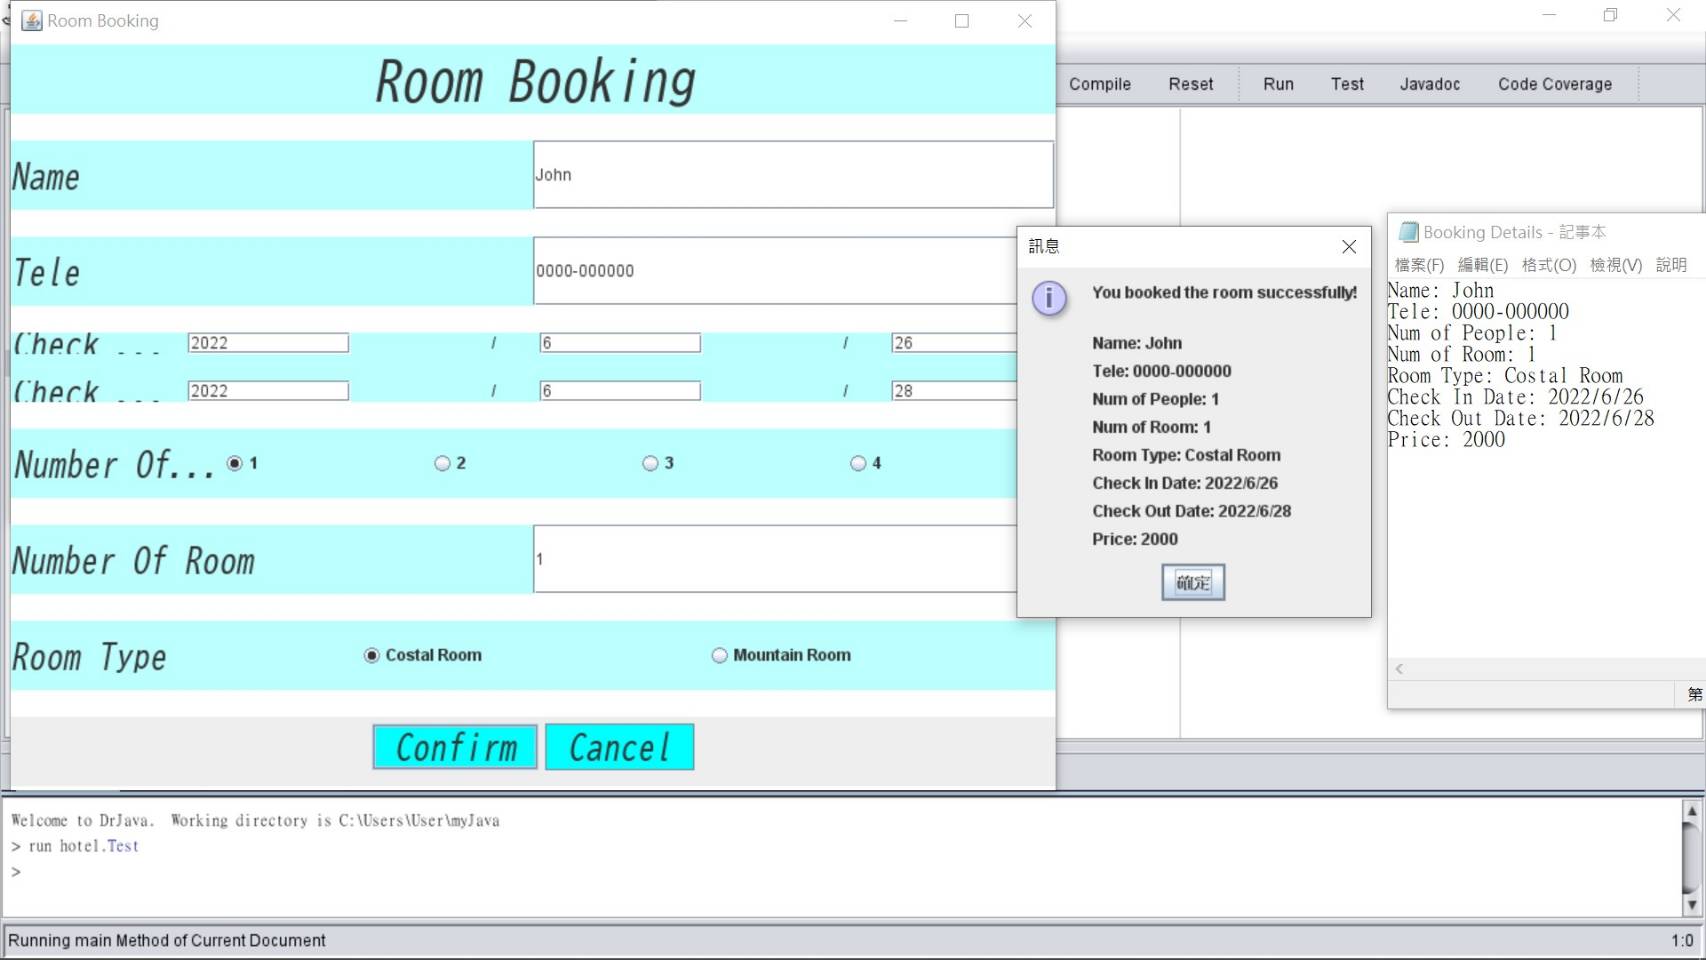 Room Booking
Room Booking
Compile Reset Run Test Javadoc Code Coverage
Name John
Tele 0000-000000
Check ... 2022 / 6 / 26
Check ... 2022 / 6 / 28
Number Of... 1 2 3 4
Number Of Room 1
Room Type Costal Room Mountain Room
Confirm Cancel
訊息
You booked the room successfully!
Name: John
Tele: 0000-000000
Num of People: 1
Num of Room: 1
Room Type: Costal Room
Check In Date: 2022/6/26
Check Out Date: 2022/6/28
Price: 2000
確定
Booking Details - 記事本
檔案(F) 編輯(E) 格式(O) 檢視(V) 說明
Name: John
Tele: 0000-000000
Num of People: 1
Num of Room: 1
Room Type: Costal Room
Check In Date: 2022/6/26
Check Out Date: 2022/6/28
Price: 2000
第
Welcome to DrJava. Working directory is C:\Users\User\myJava
> run hotel.Test
>
Running main Method of Current Document 1:0